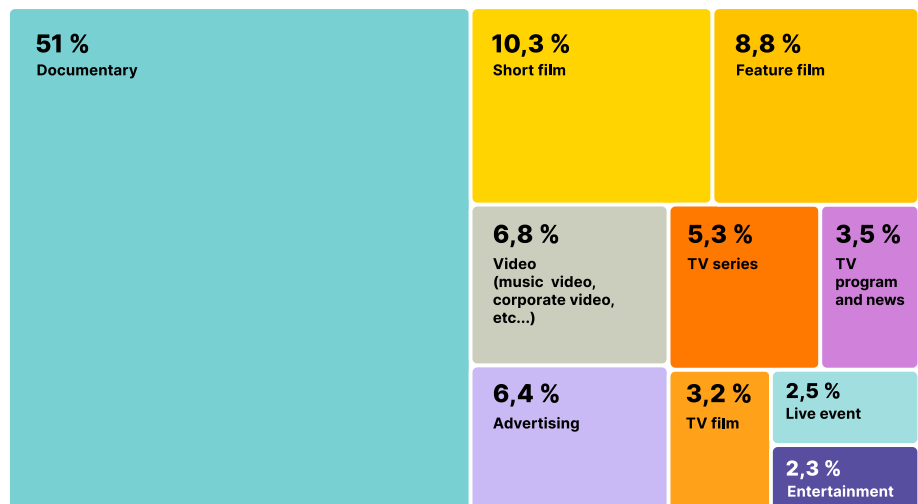 51 %
Documentary
10,3 %
Short film
8,8 %
Feature film
6,8 %
Video
(music video,
corporate video,
etc...)
5,3 %
TV series
3,5 %
TV
program
and news
6,4 %
Advertising
3,2 %
TV film
2,5 %
Live event
2,3 %
Entertainment